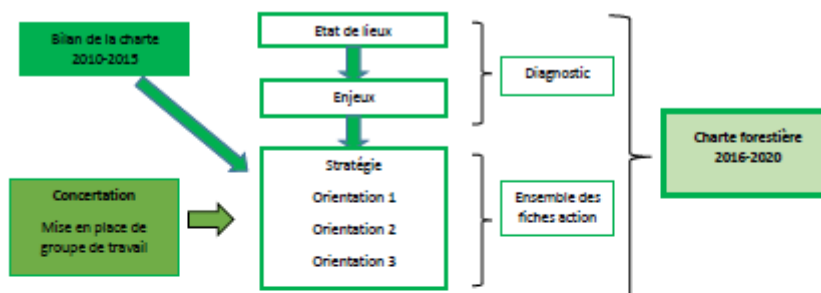 Bilan de la charte
2010-2015
Etat de lieux
Enjeux
Diagnostic
Stratégie
Orientation 1
Orientation 2
Orientation 3
Concertation
Mise en place de
groupe de travail
Ensemble des
fiches action
Charte forestière
2016-2020